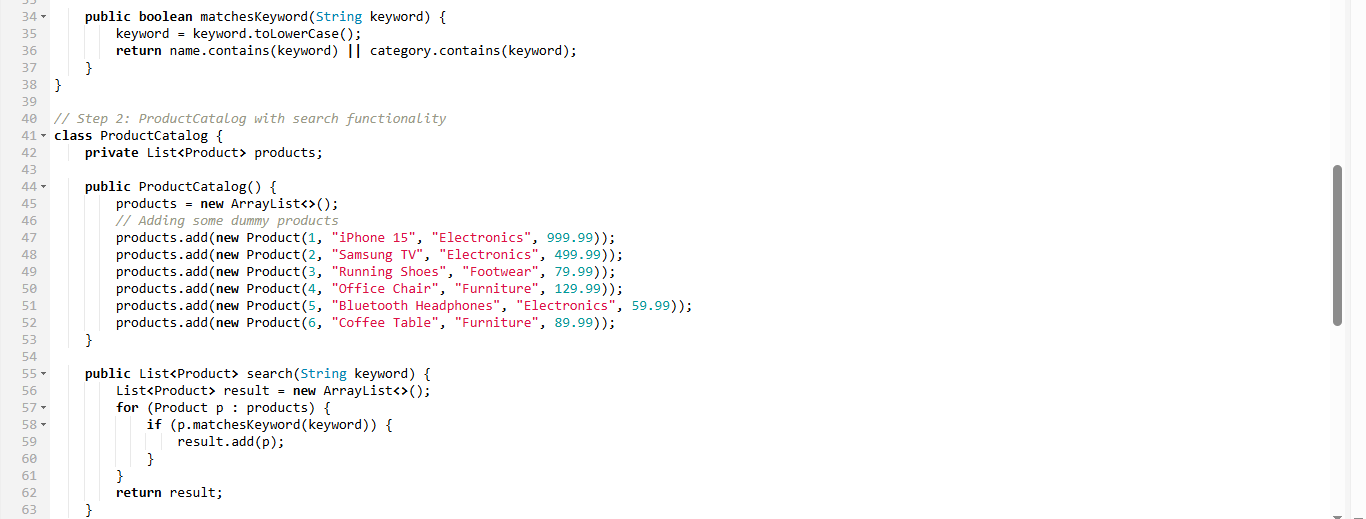 34 public boolean matchesKeyword(String keyword) {
35 keyword = keyword.toLowerCase();
36 return name.contains(keyword) || category.contains(keyword);
37 }
38 }
39
40 // Step 2: ProductCatalog with search functionality
41 class ProductCatalog {
42 private List<Product> products;
43
44 public ProductCatalog() {
45 products = new ArrayList<>();
46 // Adding some dummy products
47 products.add(new Product(1, "iPhone 15", "Electronics", 999.99));
48 products.add(new Product(2, "Samsung TV", "Electronics", 499.99));
49 products.add(new Product(3, "Running Shoes", "Footwear", 79.99));
50 products.add(new Product(4, "Office Chair", "Furniture", 129.99));
51 products.add(new Product(5, "Bluetooth Headphones", "Electronics", 59.99));
52 products.add(new Product(6, "Coffee Table", "Furniture", 89.99));
53 }
54
55 public List<Product> search(String keyword) {
56 List<Product> result = new ArrayList<>();
57 for (Product p : products) {
58 if (p.matchesKeyword(keyword)) {
59 result.add(p);
60 }
61 }
62 return result;
63 }